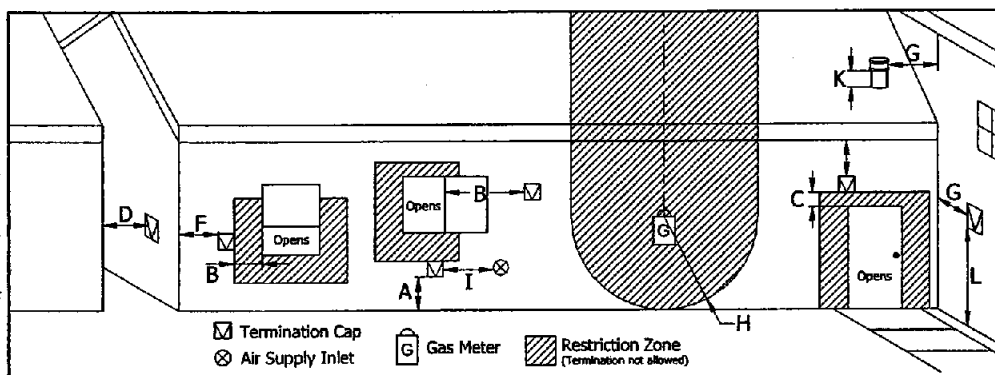 G
K
D
F
B
Opens
Opens
B
A
I
G
H
C
Opens
G
L
V Termination Cap
Air Supply Inlet
G Gas Meter
Restriction Zone
(Termination not allowed)